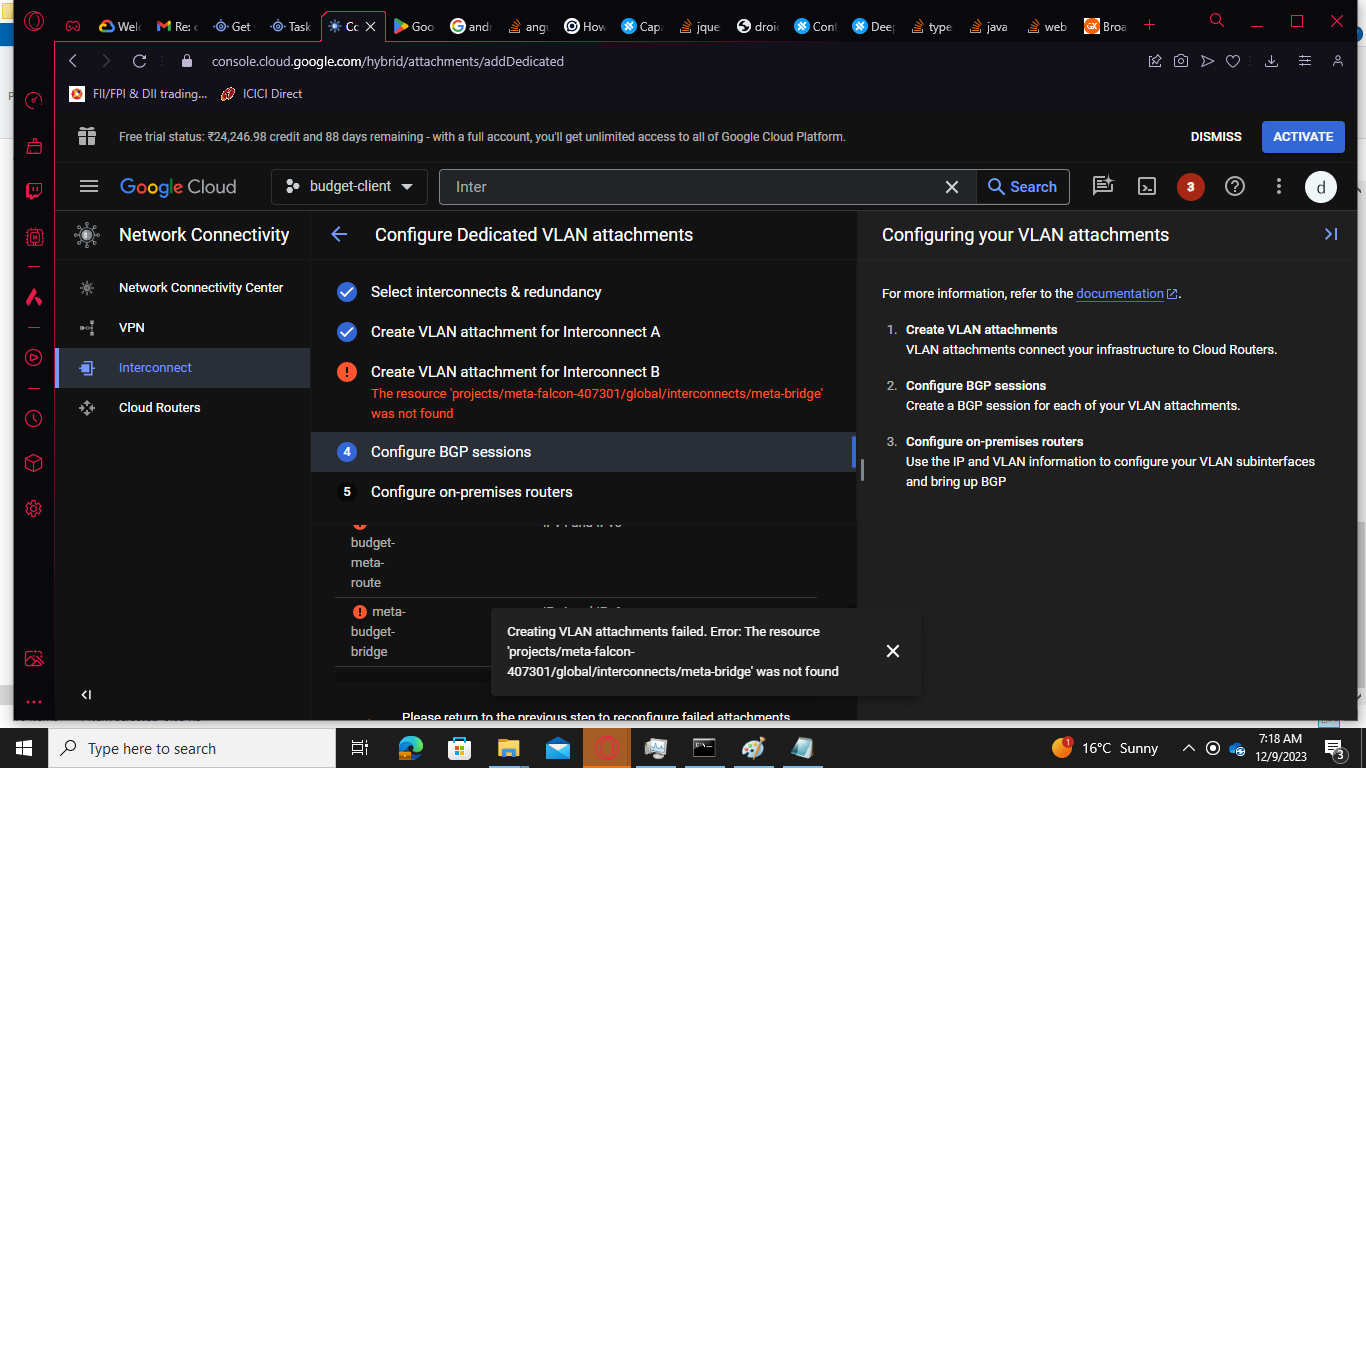 Wel
Re: c
Get
Task
Cc
Goo
andr
angu
How
Capa
jque
droi
Conf
Deep
type
java
web
Broa
console.cloud.google.com/hybrid/attachments/addDedicated
FII/FPI & DII trading...
ICICI Direct
Free trial status: ₹24,246.98 credit and 88 days remaining - with a full account, you'll get unlimited access to all of Google Cloud Platform.
DISMISS
ACTIVATE
Google Cloud
budget-client
Inter
Search
3
d
Network Connectivity
Network Connectivity Center
VPN
Interconnect
Cloud Routers
Configure Dedicated VLAN attachments
Select interconnects & redundancy
Create VLAN attachment for Interconnect A
Create VLAN attachment for Interconnect B
The resource 'projects/meta-falcon-407301/global/interconnects/meta-bridge'
was not found
4 Configure BGP sessions
5 Configure on-premises routers
budget-
meta-
route
meta-
budget-
bridge
Creating VLAN attachments failed. Error: The resource
'projects/meta-falcon-
407301/global/interconnects/meta-bridge' was not found
Please return to the previous step to reconfigure failed attachments
Configuring your VLAN attachments
For more information, refer to the documentation.
1. Create VLAN attachments
VLAN attachments connect your infrastructure to Cloud Routers.
2. Configure BGP sessions
Create a BGP session for each of your VLAN attachments.
3. Configure on-premises routers
Use the IP and VLAN information to configure your VLAN subinterfaces
and bring up BGP
Type here to search
1
16°C Sunny
7:18 AM
12/9/2023
3